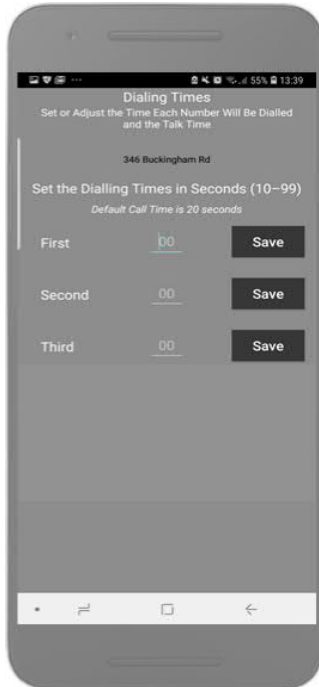 55% 13:39
Dialing Times
Set or Adjust the Time Each Number Will Be Dialled
and the Talk Time
346 Buckingham Rd
Set the Dialling Times in Seconds (10–99)
Default Call Time is 20 seconds
First 00 Save
Second 00 Save
Third 00 Save